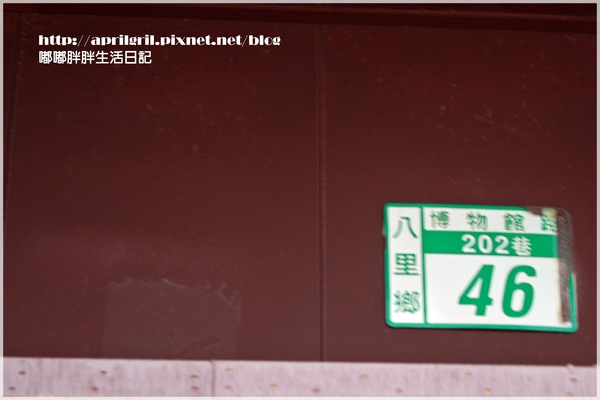 http://aprilgril.pixnet.net/blog
嘟嘟胖胖生活日記
八里鄉
博物館路
202巷
46